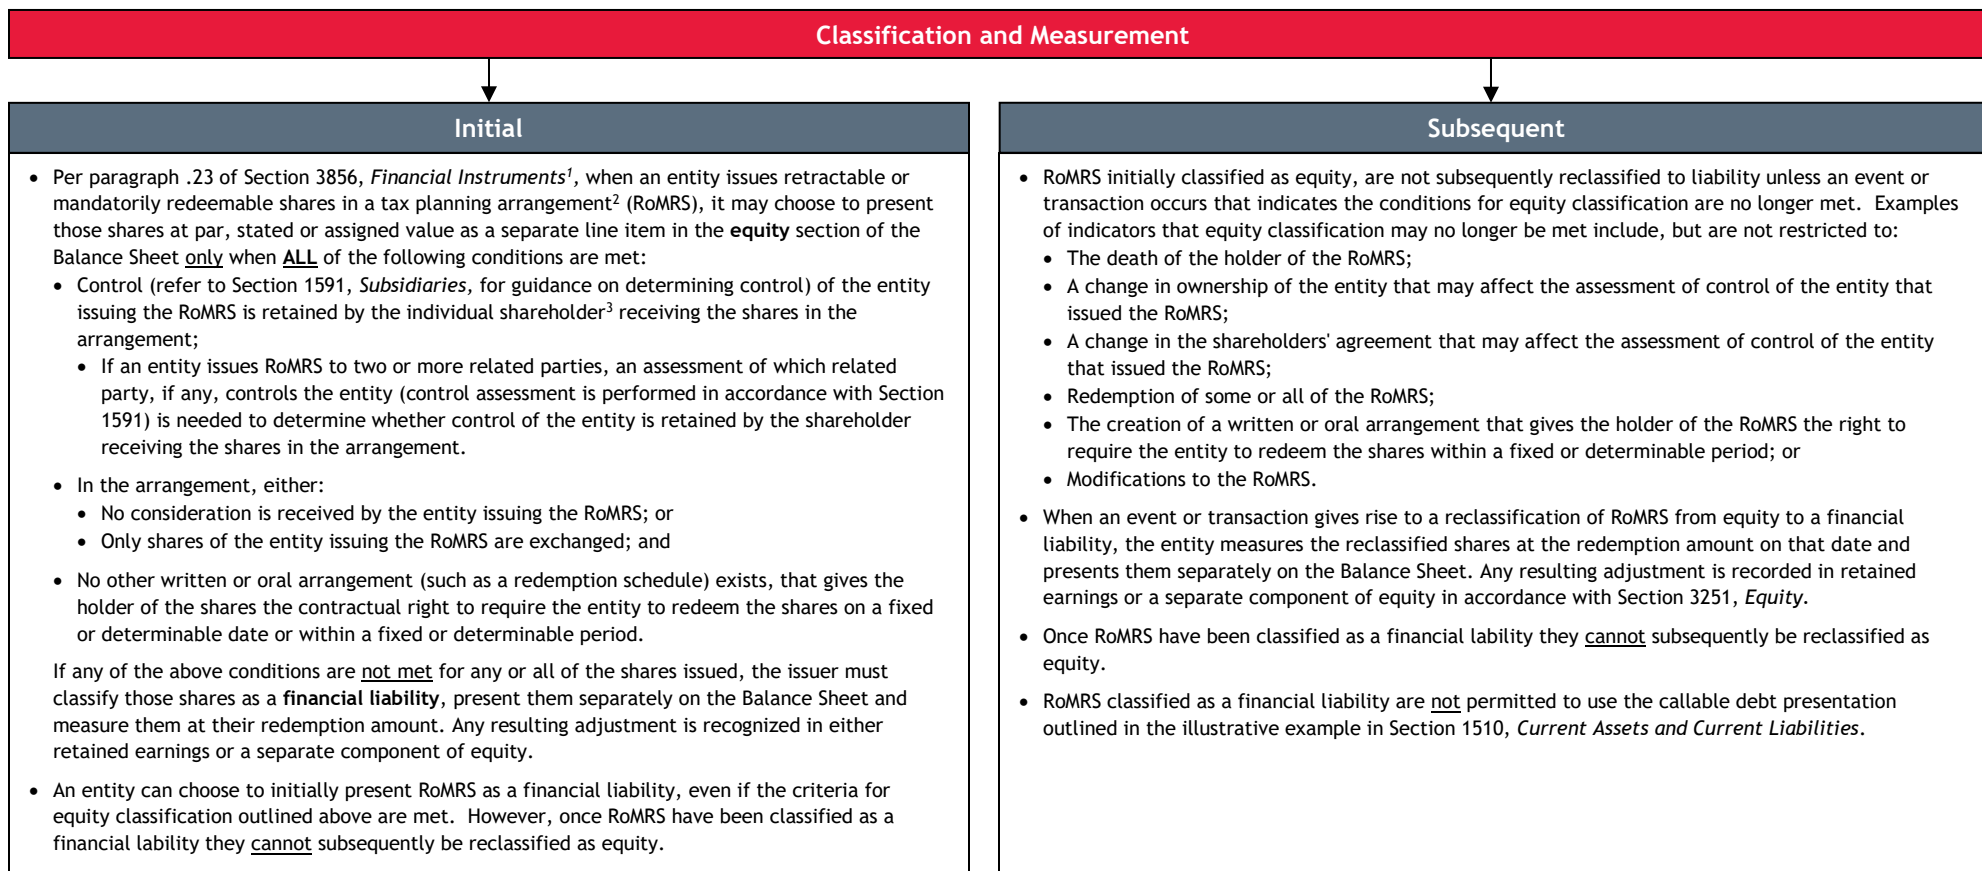 Classification and Measurement
Initial
• Per paragraph .23 of Section 3856, Financial Instruments1, when an entity issues retractable or
mandatorily redeemable shares in a tax planning arrangement2 (RoMRS), it may choose to present
those shares at par, stated or assigned value as a separate line item in the equity section of the
Balance Sheet only when ALL of the following conditions are met:
• Control (refer to Section 1591, Subsidiaries, for guidance on determining control) of the entity
issuing the RoMRS is retained by the individual shareholder3 receiving the shares in the
arrangement;
• If an entity issues RoMRS to two or more related parties, an assessment of which related
party, if any, controls the entity (control assessment is performed in accordance with Section
1591) is needed to determine whether control of the entity is retained by the shareholder
receiving the shares in the arrangement.
• In the arrangement, either:
• No consideration is received by the entity issuing the RoMRS; or
• Only shares of the entity issuing the RoMRS are exchanged; and
• No other written or oral arrangement (such as a redemption schedule) exists, that gives the
holder of the shares the contractual right to require the entity to redeem the shares on a fixed
or determinable date or within a fixed or determinable period.
If any of the above conditions are not met for any or all of the shares issued, the issuer must
classify those shares as a financial liability, present them separately on the Balance Sheet and
measure them at their redemption amount. Any resulting adjustment is recognized in either
retained earnings or a separate component of equity.
• An entity can choose to initially present RoMRS as a financial liability, even if the criteria for
equity classification outlined above are met. However, once RoMRS have been classified as a
financial lability they cannot subsequently be reclassified as equity.
Subsequent
• RoMRS initially classified as equity, are not subsequently reclassified to liability unless an event or
transaction occurs that indicates the conditions for equity classification are no longer met. Examples
of indicators that equity classification may no longer be met include, but are not restricted to:
• The death of the holder of the RoMRS;
• A change in ownership of the entity that may affect the assessment of control of the entity that
issued the RoMRS;
• A change in the shareholders' agreement that may affect the assessment of control of the entity
that issued the RoMRS;
• Redemption of some or all of the RoMRS;
• The creation of a written or oral arrangement that gives the holder of the RoMRS the right to
require the entity to redeem the shares within a fixed or determinable period; or
• Modifications to the RoMRS.
• When an event or transaction gives rise to a reclassification of RoMRS from equity to a financial
liability, the entity measures the reclassified shares at the redemption amount on that date and
presents them separately on the Balance Sheet. Any resulting adjustment is recorded in retained
earnings or a separate component of equity in accordance with Section 3251, Equity.
• Once RoMRS have been classified as a financial lability they cannot subsequently be reclassified as
equity.
• RoMRS classified as a financial liability are not permitted to use the callable debt presentation
outlined in the illustrative example in Section 1510, Current Assets and Current Liabilities.